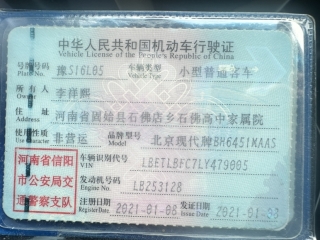 中华人民共和国机动车行驶证
Vehicle License of the People's Republic of China
号牌号码 豫S16L05 车辆类型 小型普通客车
Plate No. Vehicle Type
所有人 李祥熙
Owner
住址 河南省固始县石佛店乡石佛高中家属院
Address
使用性质 非营运 品牌型号 北京现代牌BH6451NAAS
Use Character Model
河南省信阳
市公安局交
通警察支队
车辆识别代号 LBETLBFC7LY479005
VIN
发动机号码 LB253128
Engine No.
注册日期 2021-01-08 发证日期 2021-01-08
Register Date Issue Date